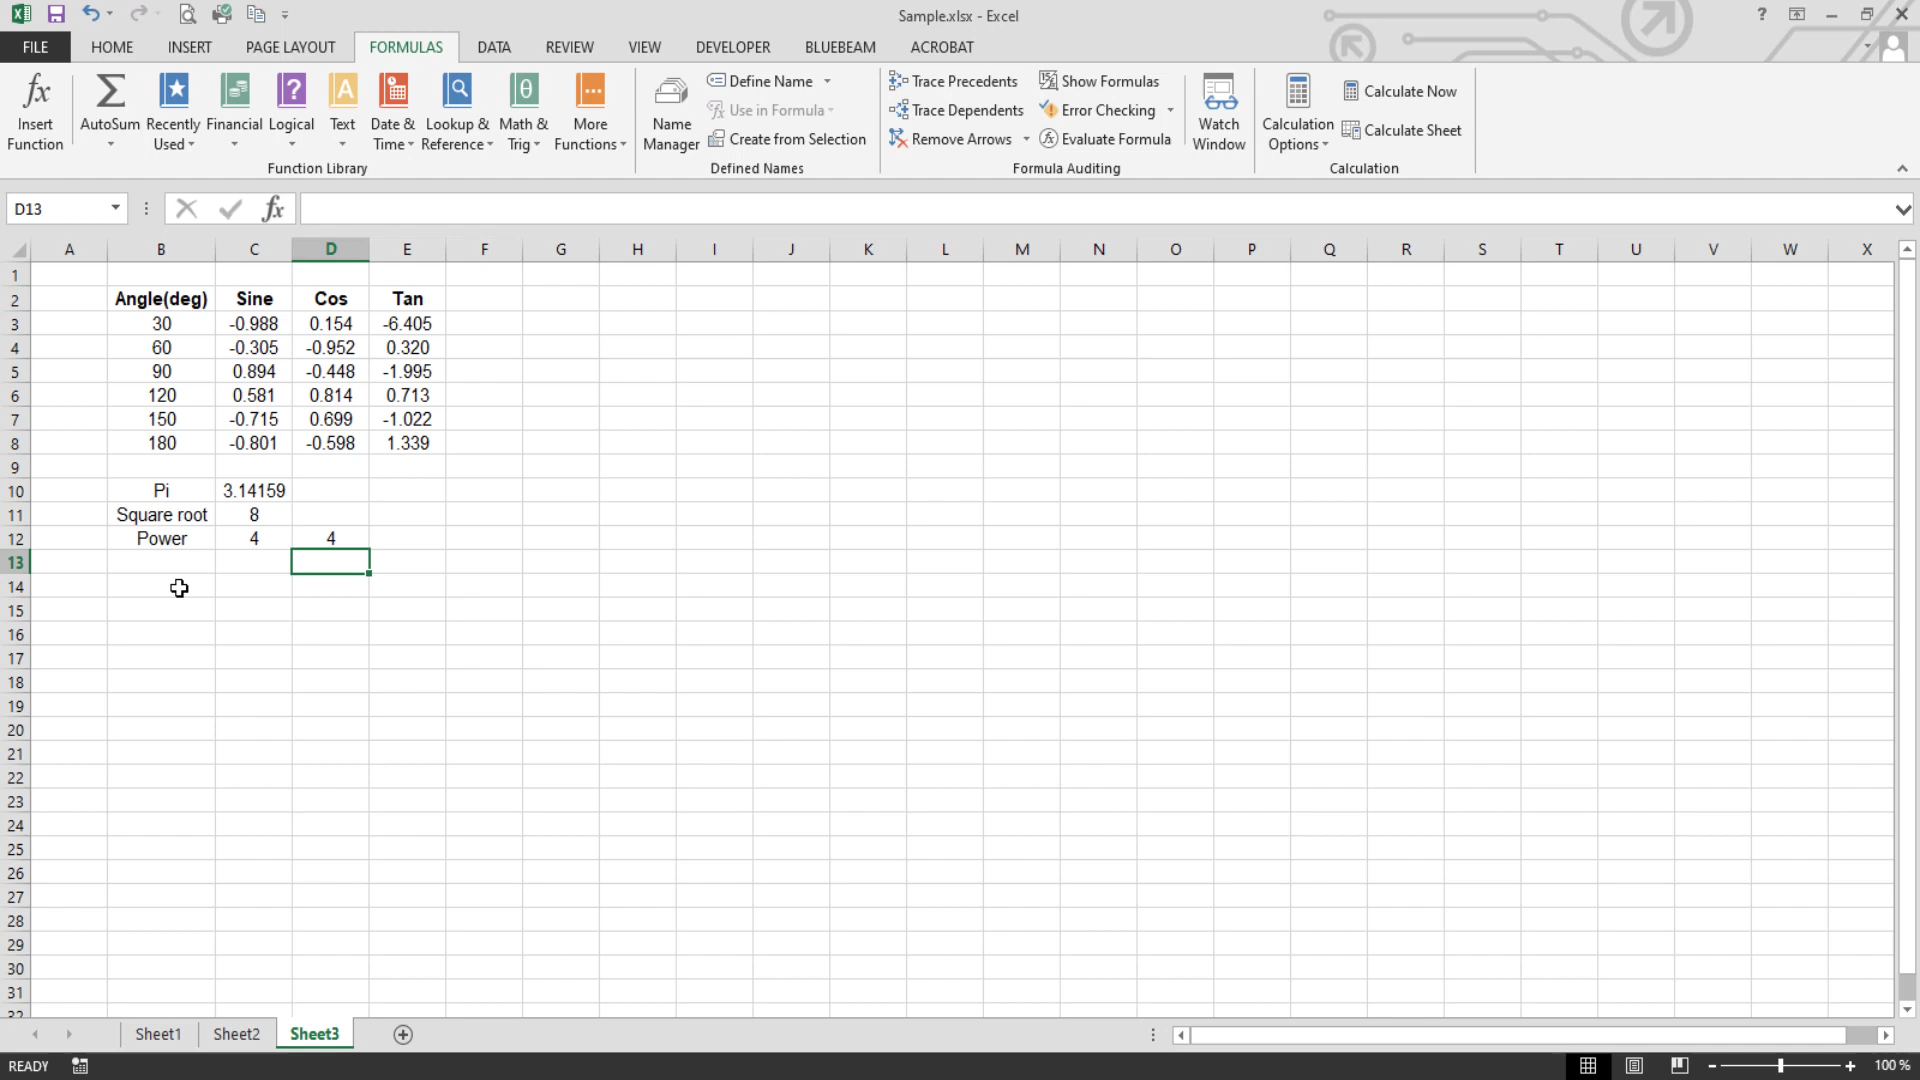 Sample.xlsx - Excel
FILE HOME INSERT PAGE LAYOUT FORMULAS DATA REVIEW VIEW DEVELOPER BLUEBEAM ACROBAT
Insert Function
AutoSum
Recently Used
Financial
Logical
Text
Date & Time
Lookup & Reference
Math & Trig
More Functions
Function Library
Name Manager
Define Name
Use in Formula
Create from Selection
Defined Names
Trace Precedents
Trace Dependents
Remove Arrows
Show Formulas
Error Checking
Evaluate Formula
Formula Auditing
Watch Window
Calculation Options
Calculate Now
Calculate Sheet
Calculation
D13 fx
A B C D E F G H I J K L M N O P Q R S T U V W X
1
2 Angle(deg) Sine Cos Tan
3 30 -0.988 0.154 -6.405
4 60 -0.305 -0.952 0.320
5 90 0.894 -0.448 -1.995
6 120 0.581 0.814 0.713
7 150 -0.715 0.699 -1.022
8 180 -0.801 -0.598 1.339
9
10 Pi 3.14159
11 Square root 8
12 Power 4 4
13
14
15
16
17
18
19
20
21
22
23
24
25
26
27
28
29
30
31
32
Sheet1 Sheet2 Sheet3
READY 100 %